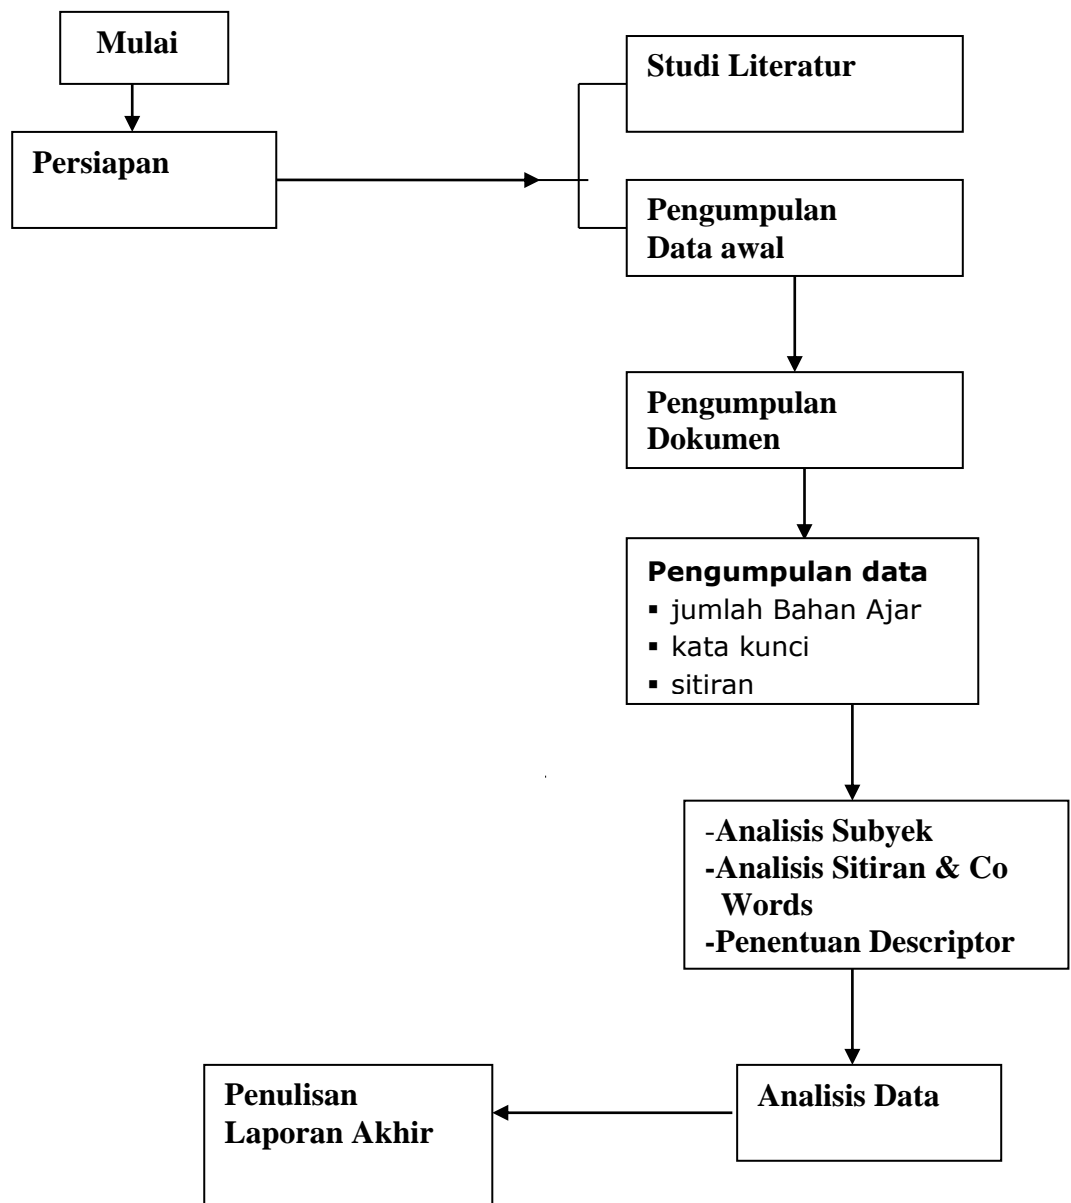 Mulai
Persiapan
Studi Literatur
Pengumpulan
Data awal
Pengumpulan
Dokumen
Pengumpulan data
▪ jumlah Bahan Ajar
▪ kata kunci
▪ sitiran
-Analisis Subyek
-Analisis Sitiran & Co
Words
-Penentuan Descriptor
Analisis Data
Penulisan
Laporan Akhir